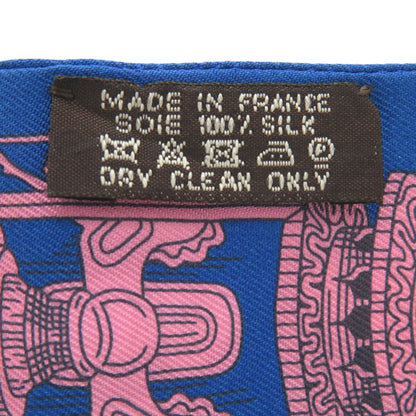 MADE IN FRANCE
SOIE 100% SILK
DRY CLEAN ONLY